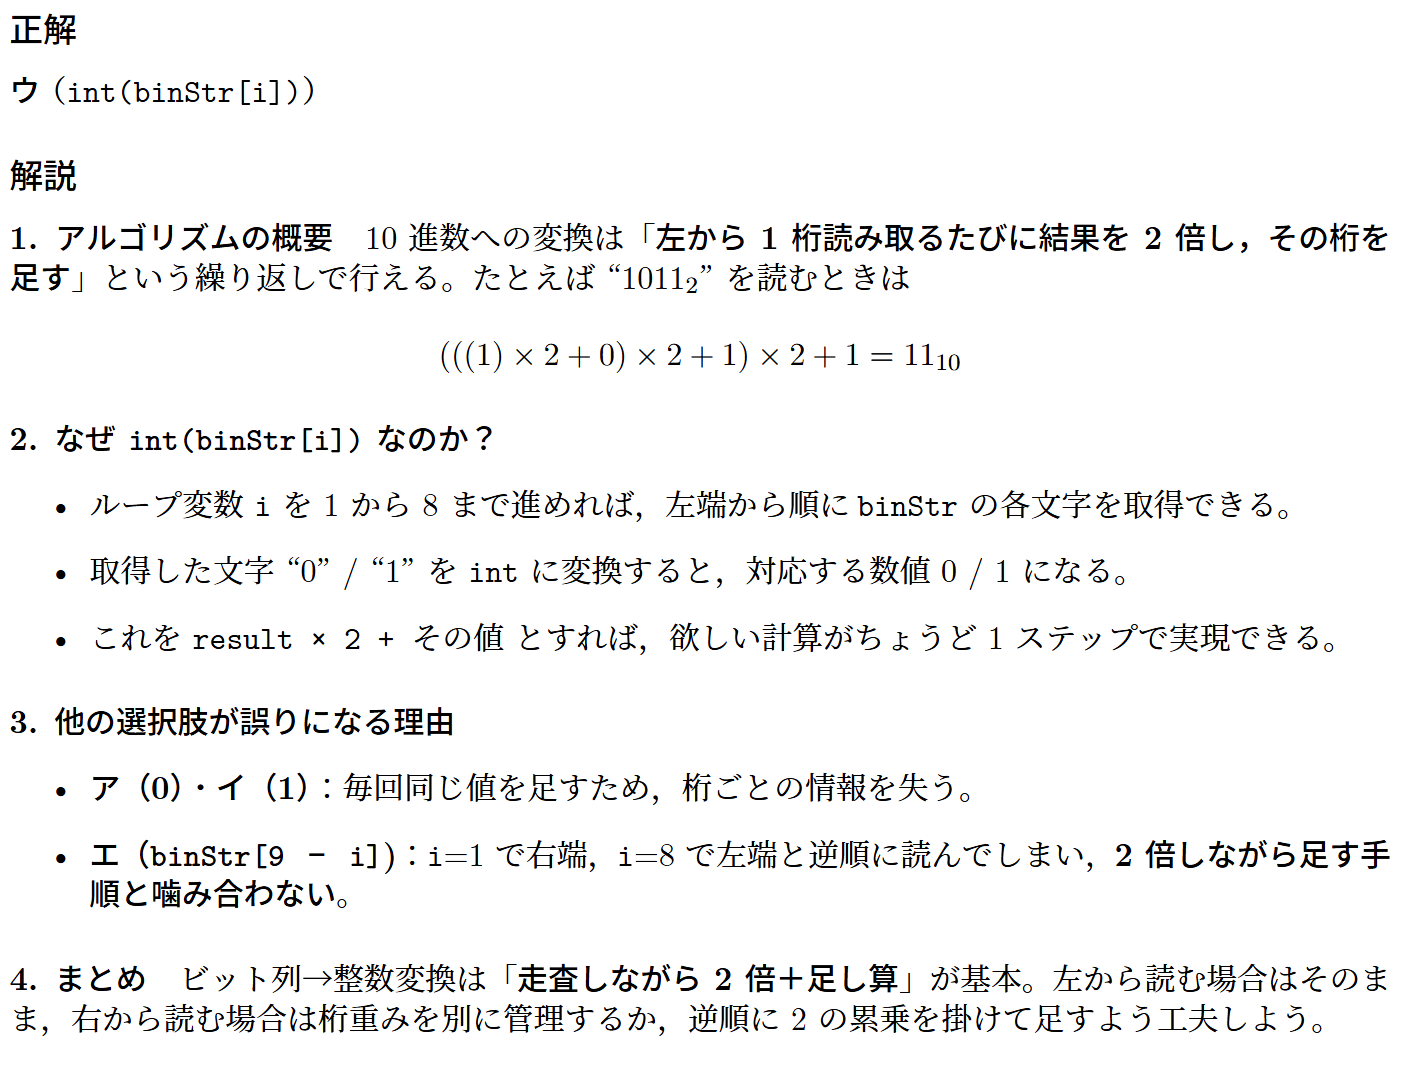 正解
ウ（int(binStr[i])）
解説
1. アルゴリズムの概要　10 進数への変換は「左から 1 桁読み取るたびに結果を 2 倍し，その桁を
足す」という繰り返しで行える。たとえば “1011₂” を読むときは
(((1) × 2 + 0) × 2 + 1) × 2 + 1 = 11₁₀
2. なぜ int(binStr[i]) なのか？
• ループ変数 i を 1 から 8 まで進めれば，左端から順に binStr の各文字を取得できる。
• 取得した文字 “0” / “1” を int に変換すると，対応する数値 0 / 1 になる。
• これを result × 2 + その値 とすれば，欲しい計算がちょうど 1 ステップで実現できる。
3. 他の選択肢が誤りになる理由
• ア（0）・イ（1）：毎回同じ値を足すため，桁ごとの情報を失う。
• エ（binStr[9 − i]）：i=1 で右端，i=8 で左端と逆順に読んでしまい，2 倍しながら足す手
順と噛み合わない。
4. まとめ　ビット列→整数変換は「走査しながら 2 倍＋足し算」が基本。左から読む場合はそのま
ま，右から読む場合は桁重みを別に管理するか，逆順に 2 の累乗を掛けて足すよう工夫しよう。